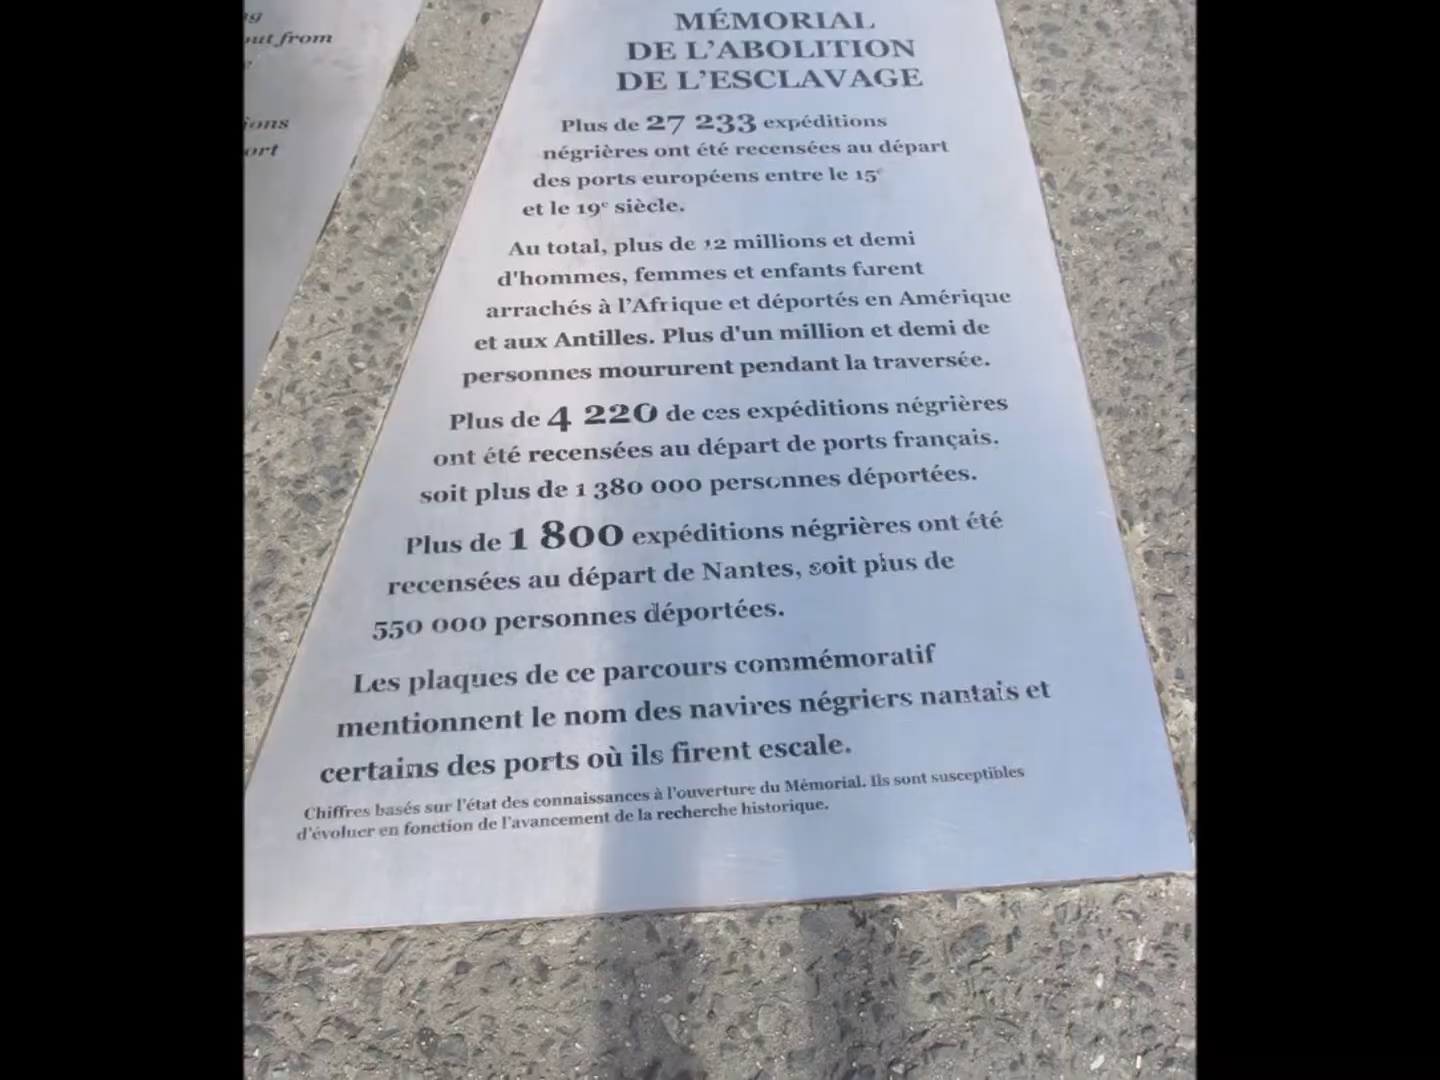 ng
out from
ions
ort
MÉMORIAL
DE L'ABOLITION
DE L'ESCLAVAGE
Plus de 27 233 expéditions
négrières ont été recensées au départ
des ports européens entre le 15e
et le 19e siècle.
Au total, plus de 12 millions et demi
d'hommes, femmes et enfants furent
arrachés à l'Afrique et déportés en Amérique
et aux Antilles. Plus d'un million et demi de
personnes moururent pendant la traversée.
Plus de 4 220 de ces expéditions négrières
ont été recensées au départ de ports français.
soit plus de 1 380 000 personnes déportées.
Plus de 1 800 expéditions négrières ont été
recensées au départ de Nantes, soit plus de
550 000 personnes déportées.
Les plaques de ce parcours commémoratif
mentionnent le nom des navires négriers nantais et
certains des ports où ils firent escale.
Chiffres basés sur l'état des connaissances à l'ouverture du Mémorial. Ils sont susceptibles
d'évoluer en fonction de l'avancement de la recherche historique.